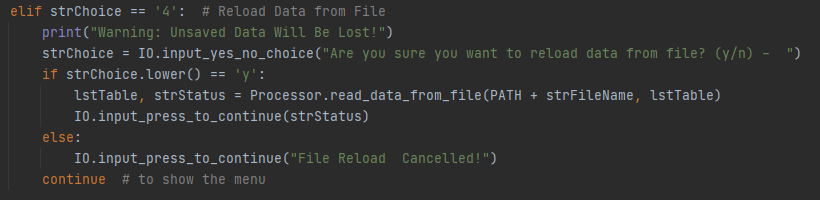 elif strChoice == '4':  # Reload Data from File
    print("Warning: Unsaved Data Will Be Lost!")
    strChoice = IO.input_yes_no_choice("Are you sure you want to reload data from file? (y/n) -  ")
    if strChoice.lower() == 'y':
        lstTable, strStatus = Processor.read_data_from_file(PATH + strFileName, lstTable)
        IO.input_press_to_continue(strStatus)
    else:
        IO.input_press_to_continue("File Reload  Cancelled!")
    continue  # to show the menu